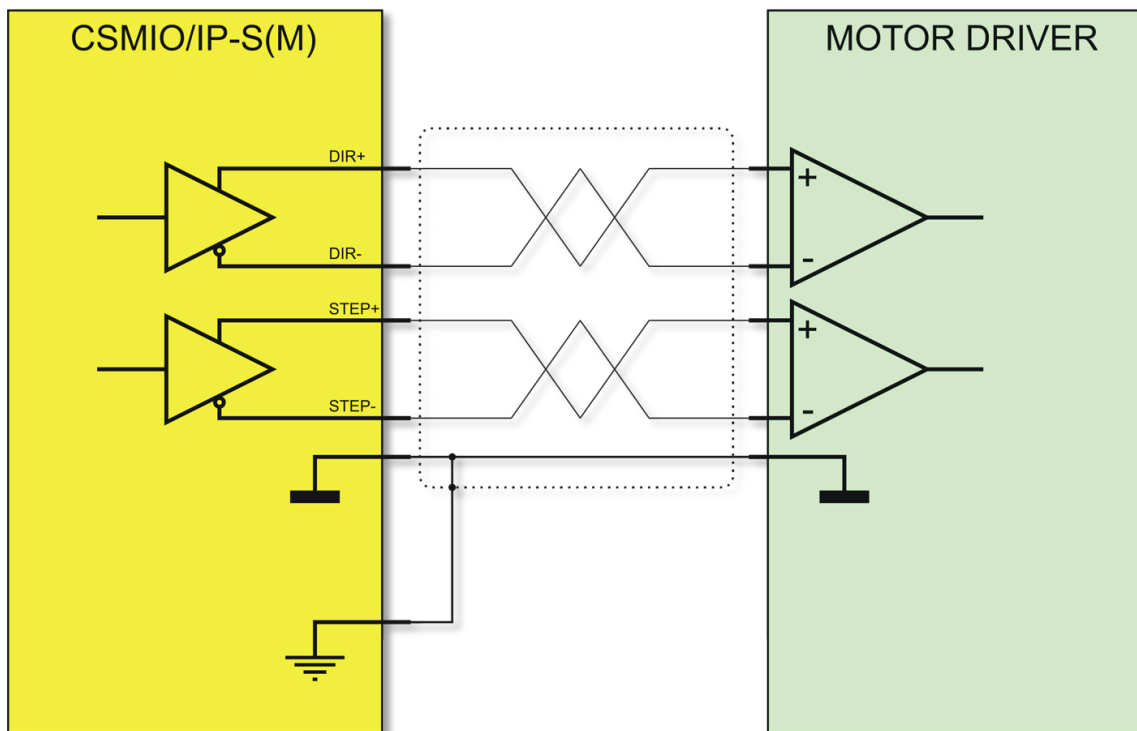 CSMIO/IP-S(M)
MOTOR DRIVER
DIR+
+
DIR-
-
STEP+
+
STEP-
-